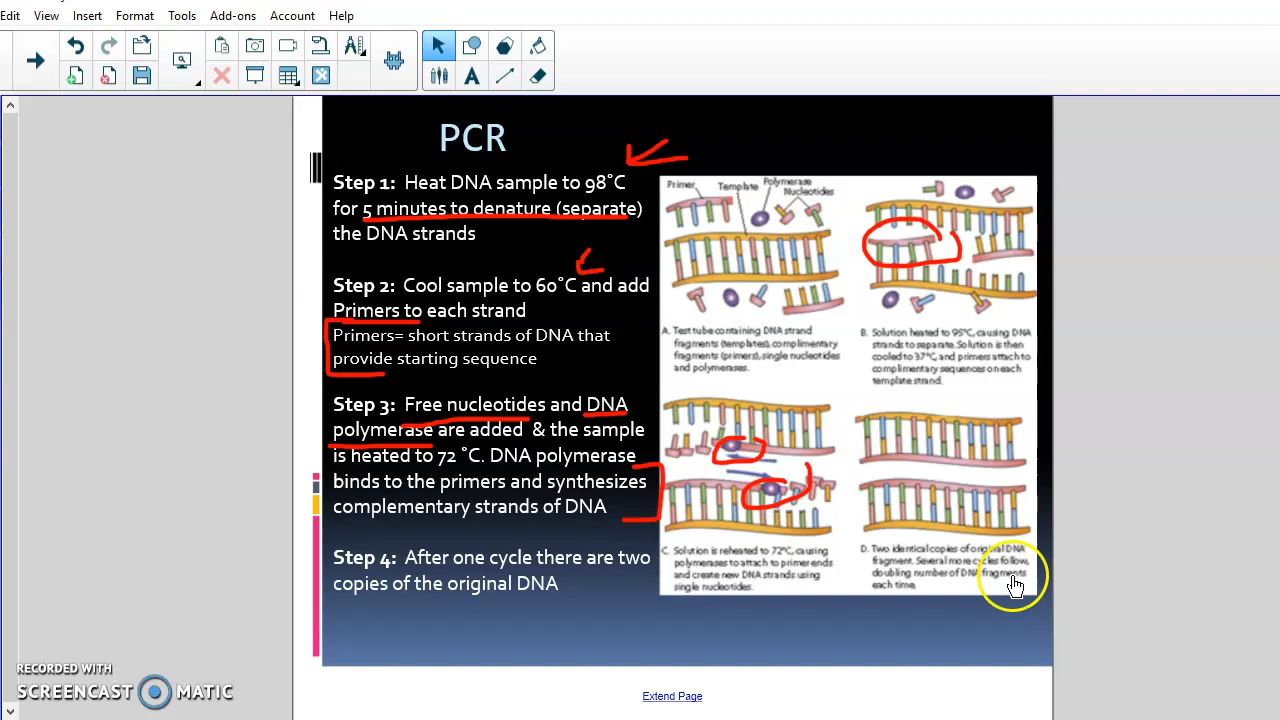 Edit View Insert Format Tools Add-ons Account Help
PCR
Step 1: Heat DNA sample to 98˚C
for 5 minutes to denature (separate)
the DNA strands
Step 2: Cool sample to 60˚C and add
Primers to each strand
Primers= short strands of DNA that
provide starting sequence
Step 3: Free nucleotides and DNA
polymerase are added & the sample
is heated to 72 ˚C. DNA polymerase
binds to the primers and synthesizes
complementary strands of DNA
Step 4: After one cycle there are two
copies of the original DNA
Primer
Template
Polymerase
Nucleotides
A. Test tube containing DNA strand
fragments (templates), complimentary
fragments (primers), single nucleotides
and polymerases.
B. Solution heated to 95°C, causing DNA
strands to separate. Solution is then
cooled to 37°C, and primers attach to
complimentary sequences on each
template strand.
C. Solution is reheated to 72°C, causing
polymerases to attach to primer ends
and create new DNA strands using
single nucleotides.
D. Two identical copies of original DNA
fragment. Several more cycles follow,
doubling number of DNA fragments
each time.
RECORDED WITH
SCREENCAST MATIC
Extend Page